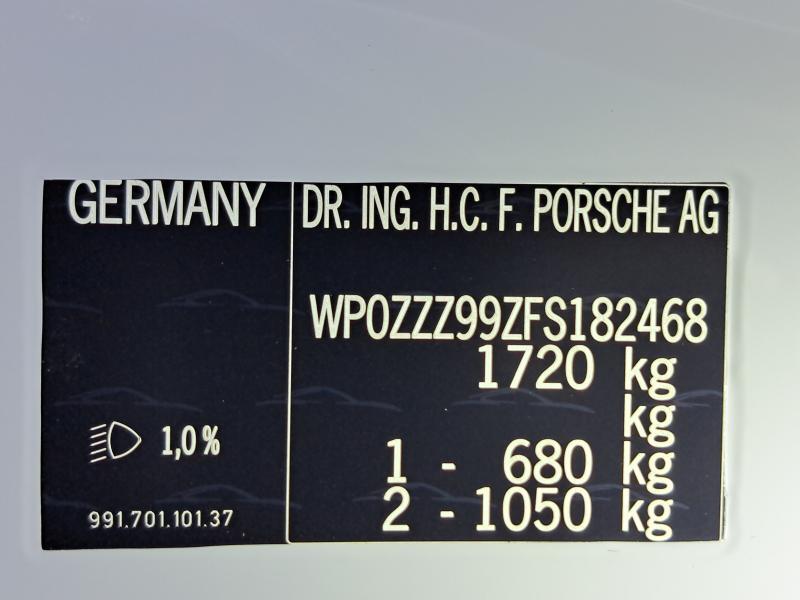 GERMANY
DR. ING. H.C. F. PORSCHE AG
WP0ZZZ99ZFS182468
1720 kg
kg
1 - 680 kg
2 - 1050 kg
1,0 %
991.701.101.37